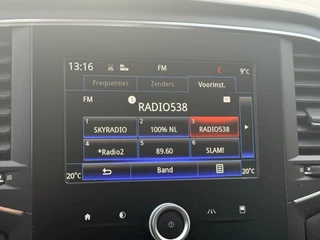 13:16 FM 9°C
Frequenties Zenders Voorinst.
FM
RADIO538
1 SKYRADIO 2 100% NL 3 RADIO538
4 *Radio2 5 89.60 6 SLAM!
20°C Band 20°C